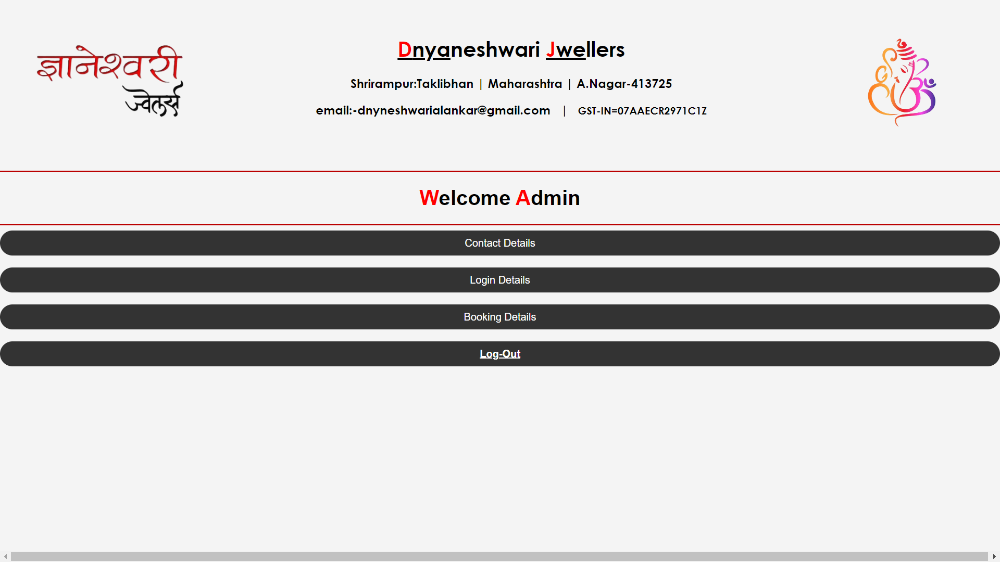 ज्ञानेश्वरी
ज्वेलर्स
Dnyaneshwari Jwellers
Shrirampur:Taklibhan | Maharashtra | A.Nagar-413725
email:-dnyneshwarialankar@gmail.com | GST-IN=07AAECR2971C1Z
Welcome Admin
Contact Details
Login Details
Booking Details
Log-Out